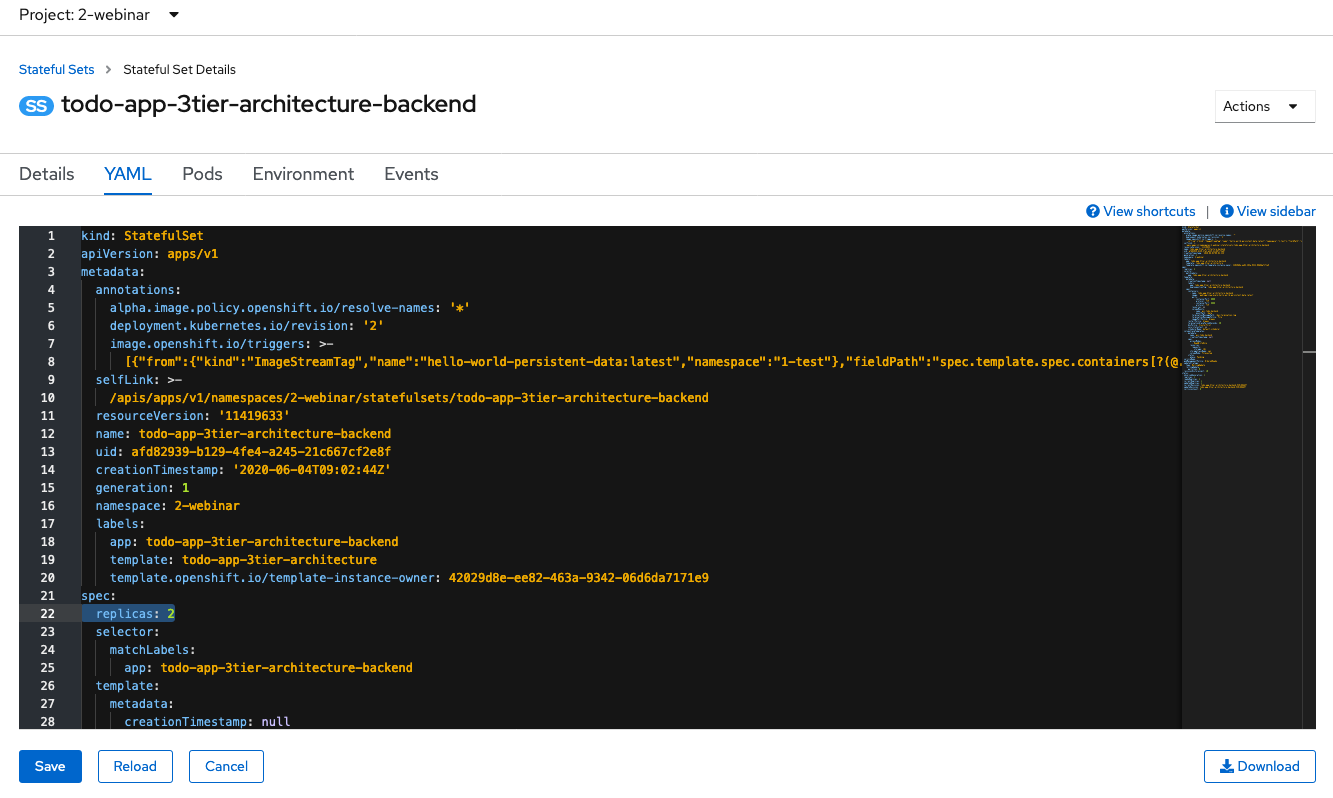 Project: 2-webinar
Stateful Sets > Stateful Set Details
SS todo-app-3tier-architecture-backend
Actions
Details YAML Pods Environment Events
View shortcuts | View sidebar
1 kind: StatefulSet
2 apiVersion: apps/v1
3 metadata:
4 annotations:
5 alpha.image.policy.openshift.io/resolve-names: '*'
6 deployment.kubernetes.io/revision: '2'
7 image.openshift.io/triggers: >-
8 [{"from":{"kind":"ImageStreamTag","name":"hello-world-persistent-data:latest","namespace":"1-test"},"fieldPath":"spec.template.spec.containers[?(@.
9 selfLink: >-
10 /apis/apps/v1/namespaces/2-webinar/statefulsets/todo-app-3tier-architecture-backend
11 resourceVersion: '11419633'
12 name: todo-app-3tier-architecture-backend
13 uid: afd82939-b129-4fe4-a245-21c667cf2e8f
14 creationTimestamp: '2020-06-04T09:02:44Z'
15 generation: 1
16 namespace: 2-webinar
17 labels:
18 app: todo-app-3tier-architecture-backend
19 template: todo-app-3tier-architecture
20 template.openshift.io/template-instance-owner: 42029d8e-ee82-463a-9342-06d6da7171e9
21 spec:
22 replicas: 2
23 selector:
24 matchLabels:
25 app: todo-app-3tier-architecture-backend
26 template:
27 metadata:
28 creationTimestamp: null
Save Reload Cancel Download